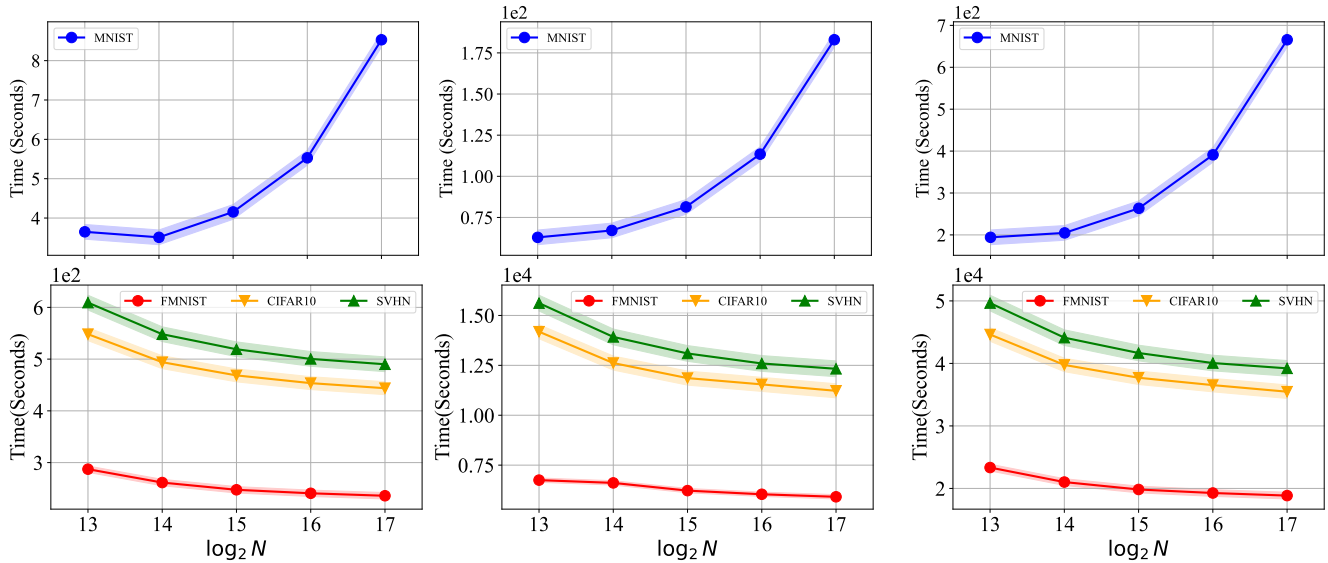 MNIST
8
7
6
5
4
Time (Seconds)
1e2
MNIST
1.75
1.50
1.25
1.00
0.75
Time (Seconds)
1e2
MNIST
7
6
5
4
3
2
Time (Seconds)
1e2
FMNIST CIFAR10 SVHN
6
5
4
3
Time(Seconds)
13 14 15 16 17
log₂ N
1e4
FMNIST CIFAR10 SVHN
1.50
1.25
1.00
0.75
Time(Seconds)
13 14 15 16 17
log₂ N
1e4
FMNIST CIFAR10 SVHN
5
4
3
2
Time(Seconds)
13 14 15 16 17
log₂ N